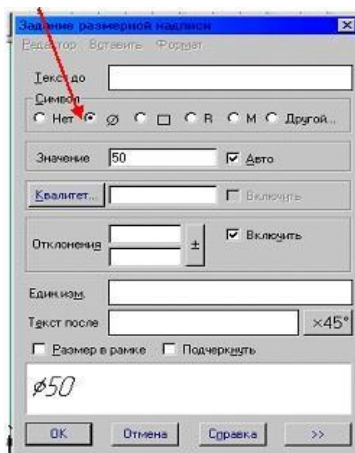 Задание размерной надписи
Редактор Вставить Формат
Текст до
Символ
Нет ⌀ □ R M Другой...
Значение 50 Авто
Квалитет... Включить
Отклонения ± Включить
Един.изм.
Текст после ×45°
Размер в рамке Подчеркнуть
⌀50
OK Отмена Справка >>